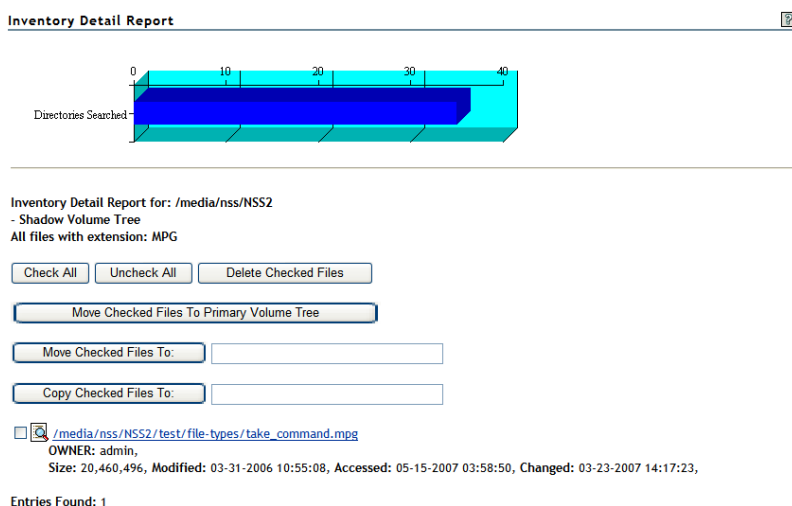 Inventory Detail Report
?
0 10 20 30 40
Directories Searched
Inventory Detail Report for: /media/nss/NSS2
- Shadow Volume Tree
All files with extension: MPG
Check All Uncheck All Delete Checked Files
Move Checked Files To Primary Volume Tree
Move Checked Files To:
Copy Checked Files To:
/media/nss/NSS2/test/file-types/take_command.mpg
OWNER: admin,
Size: 20,460,496, Modified: 03-31-2006 10:55:08, Accessed: 05-15-2007 03:58:50, Changed: 03-23-2007 14:17:23,
Entries Found: 1